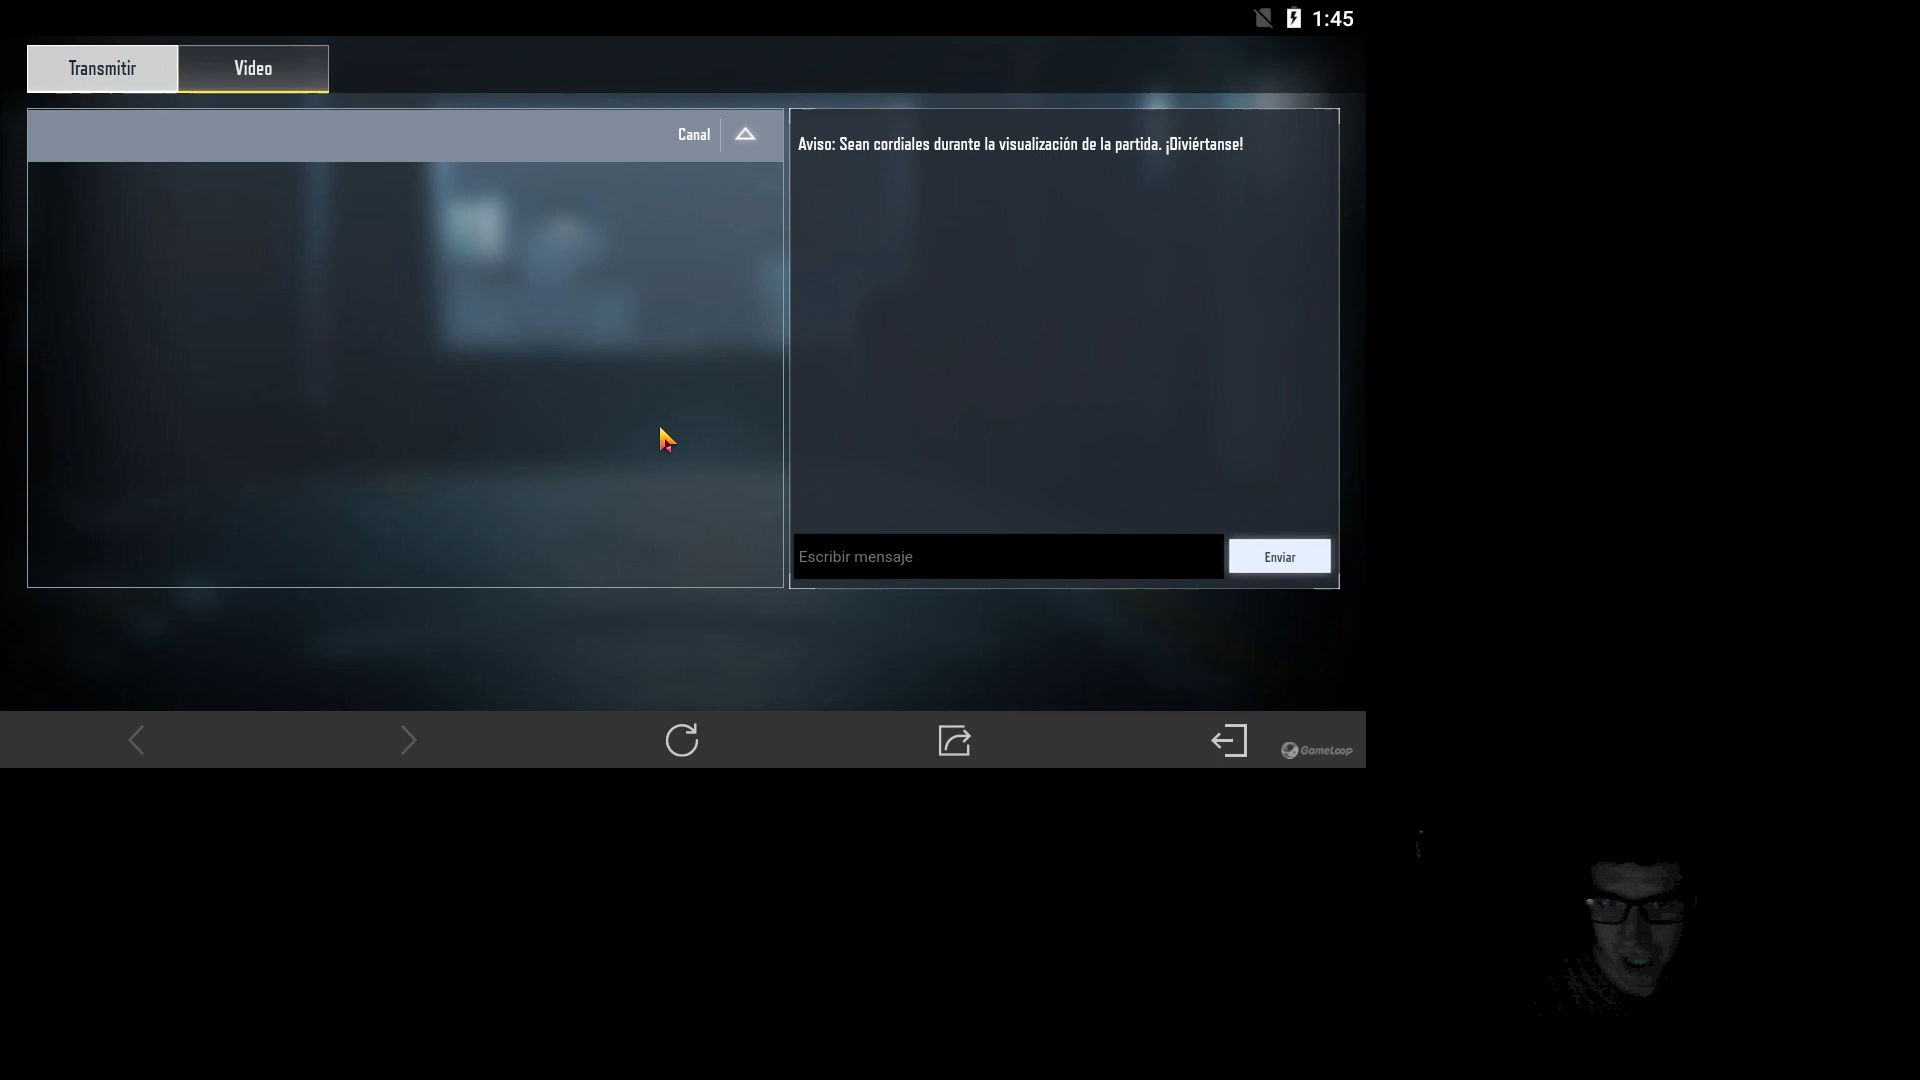 1:45
Transmitir
Video
Canal
Aviso: Sean cordiales durante la visualización de la partida. ¡Diviértanse!
Escribir mensaje
Enviar
GameLoop